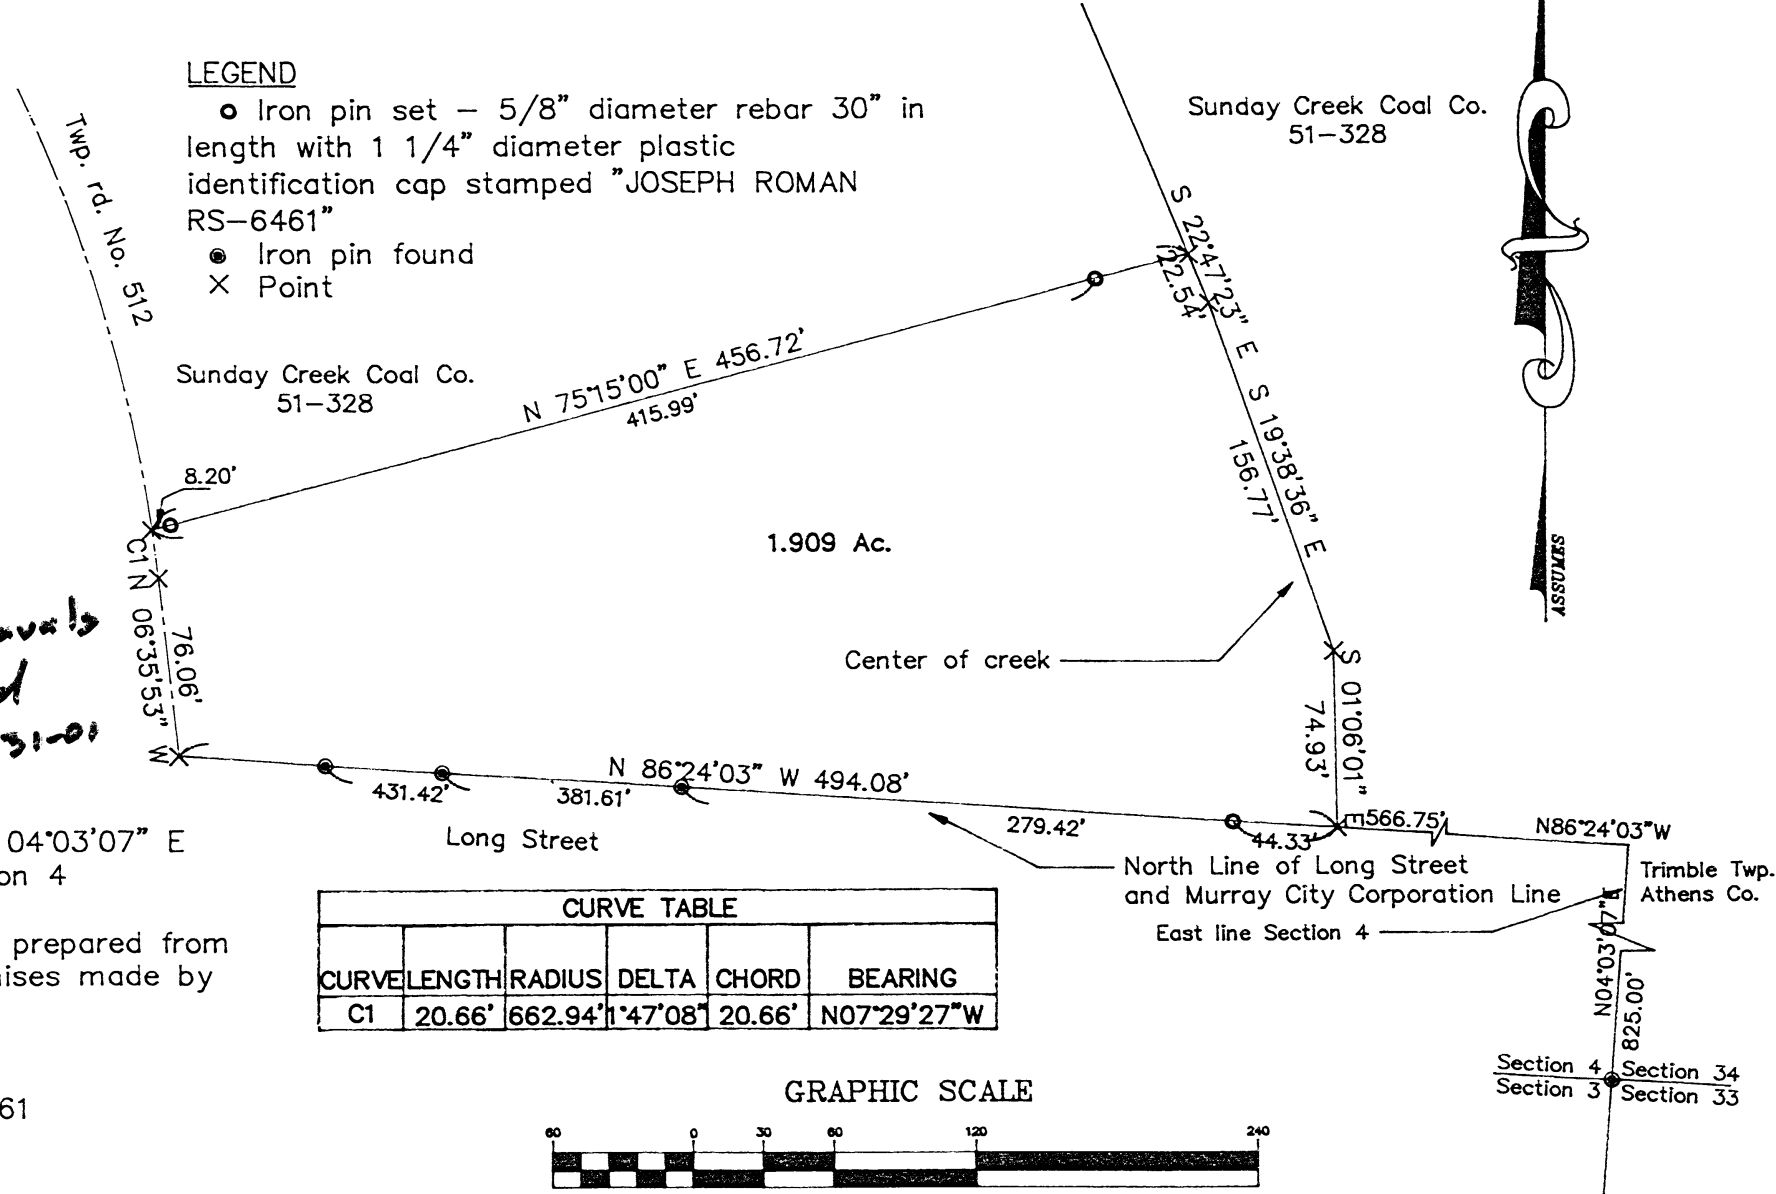 LEGEND
Iron pin set – 5/8" diameter rebar 30" in
length with 1 1/4" diameter plastic
identification cap stamped "JOSEPH ROMAN
RS–6461"
Iron pin found
Point
Twp. rd. No. 512
Sunday Creek Coal Co.
51–328
Sunday Creek Coal Co.
51–328
S 22°47'23" E
22.54'
N 75°15'00" E 456.72'
415.99'
8.20'
S 19°38'36" E
156.77'
1.909 Ac.
ASSUMES
C1
N 06°35'53" W
76.06'
31-01
Center of creek
S 01°06'01" E
74.93'
N 86°24'03" W 494.08'
431.42'
381.61'
279.42'
44.33'
566.75'
N86°24'03"W
Long Street
North Line of Long Street
and Murray City Corporation Line
East line Section 4
Trimble Twp.
Athens Co.
N04°03'07"E
825.00'
04°03'07" E
on 4
prepared from
ises made by
61
CURVE TABLE
CURVE LENGTH RADIUS DELTA CHORD BEARING
C1 20.66' 662.94' 1°47'08" 20.66' N07°29'27"W
Section 4 Section 34
Section 3 Section 33
GRAPHIC SCALE
60 0 30 60 120 240